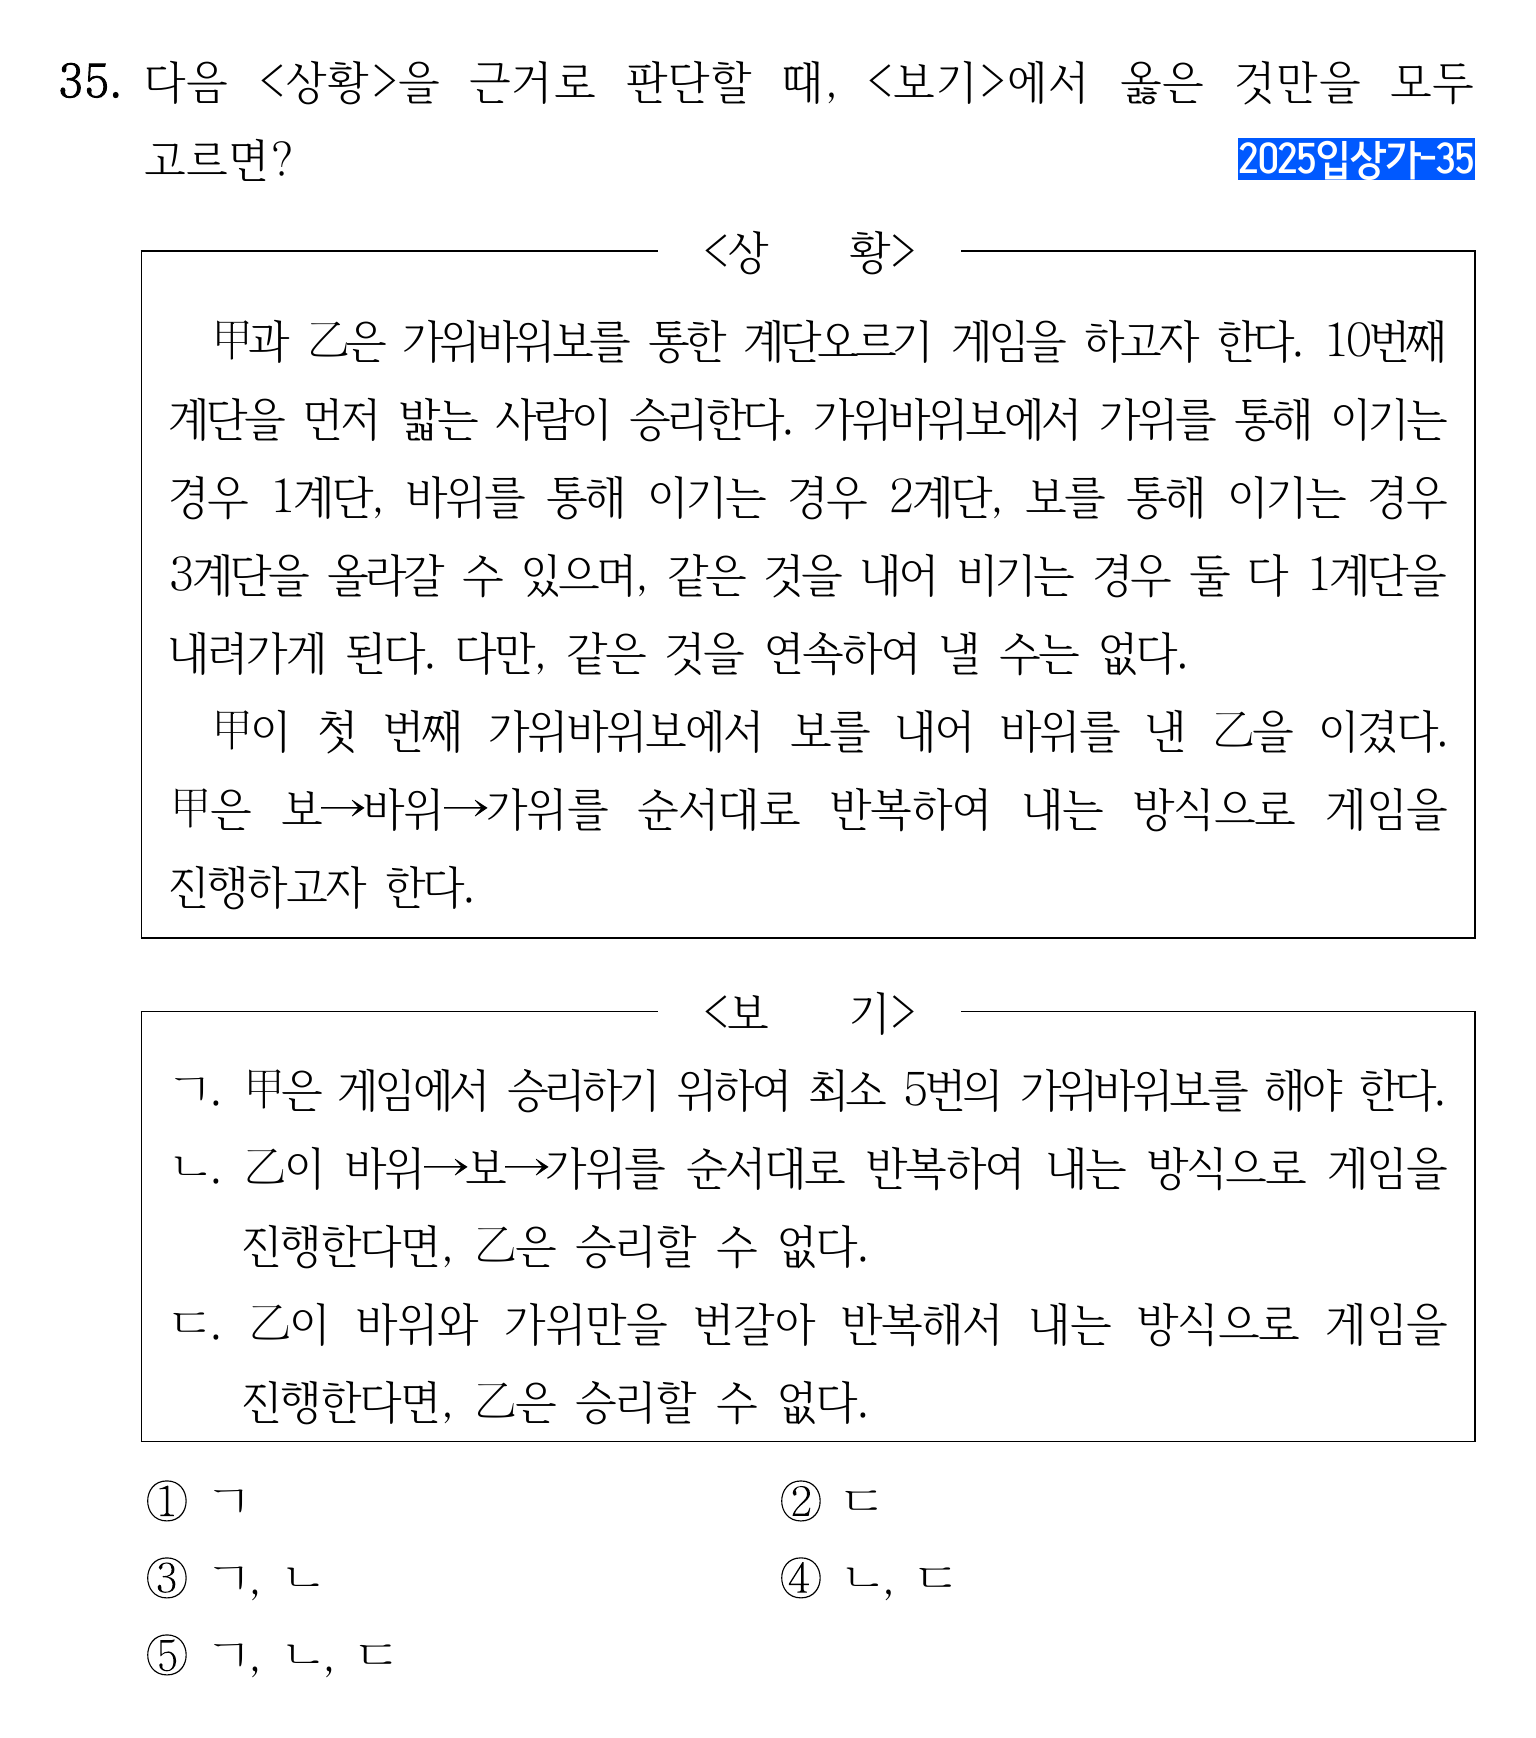 35. 다음 <상황>을 근거로 판단할 때, <보기>에서 옳은 것만을 모두
고르면?
2025입상가-35
<상 황>
甲과 乙은 가위바위보를 통한 계단오르기 게임을 하고자 한다. 10번째
계단을 먼저 밟는 사람이 승리한다. 가위바위보에서 가위를 통해 이기는
경우 1계단, 바위를 통해 이기는 경우 2계단, 보를 통해 이기는 경우
3계단을 올라갈 수 있으며, 같은 것을 내어 비기는 경우 둘 다 1계단을
내려가게 된다. 다만, 같은 것을 연속하여 낼 수는 없다.
甲이 첫 번째 가위바위보에서 보를 내어 바위를 낸 乙을 이겼다.
甲은 보→바위→가위를 순서대로 반복하여 내는 방식으로 게임을
진행하고자 한다.
<보 기>
ㄱ. 甲은 게임에서 승리하기 위하여 최소 5번의 가위바위보를 해야 한다.
ㄴ. 乙이 바위→보→가위를 순서대로 반복하여 내는 방식으로 게임을
진행한다면, 乙은 승리할 수 없다.
ㄷ. 乙이 바위와 가위만을 번갈아 반복해서 내는 방식으로 게임을
진행한다면, 乙은 승리할 수 없다.
① ㄱ
② ㄷ
③ ㄱ, ㄴ
④ ㄴ, ㄷ
⑤ ㄱ, ㄴ, ㄷ